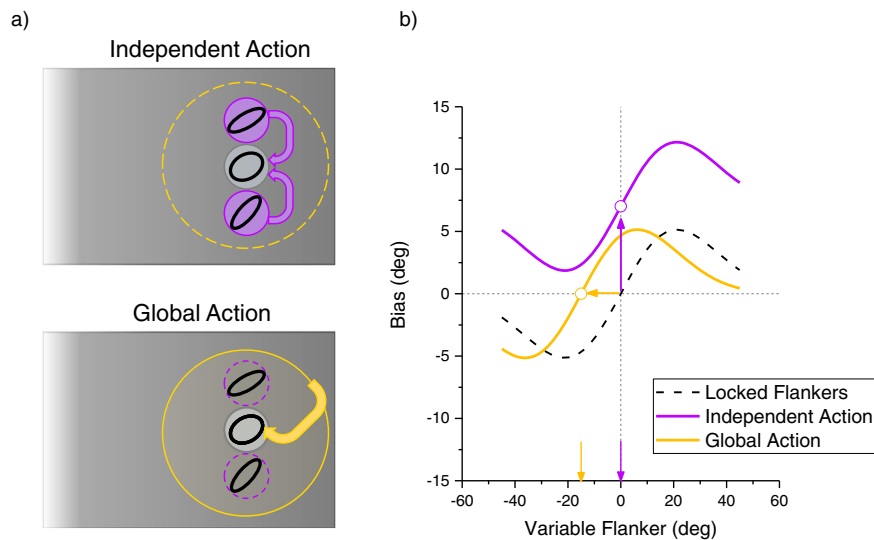 a)
Independent Action
Global Action
b)
15
10
5
0
-5
-10
-15
Bias (deg)
-60
-40
-20
0
20
40
60
Variable Flanker (deg)
Locked Flankers
Independent Action
Global Action